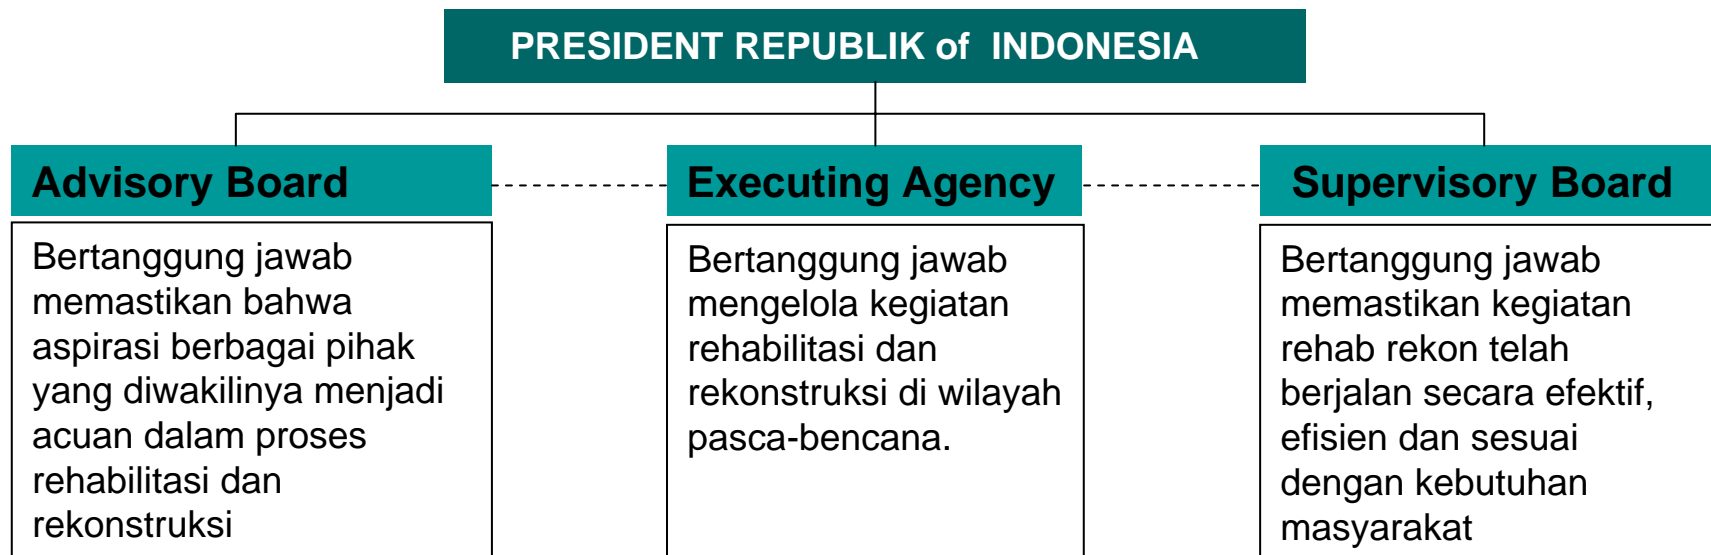 PRESIDENT REPUBLIK of INDONESIA
Advisory Board
Bertanggung jawab
memastikan bahwa
aspirasi berbagai pihak
yang diwakilinya menjadi
acuan dalam proses
rehabilitasi dan
rekonstruksi
Executing Agency
Bertanggung jawab
mengelola kegiatan
rehabilitasi dan
rekonstruksi di wilayah
pasca-bencana.
Supervisory Board
Bertanggung jawab
memastikan kegiatan
rehab rekon telah
berjalan secara efektif,
efisien dan sesuai
dengan kebutuhan
masyarakat